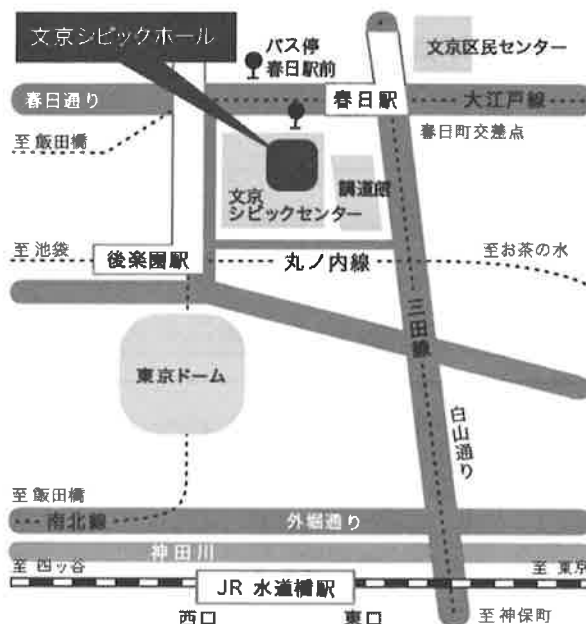 文京シビックホール
バス停
春日駅前
文京区民センター
春日通り
春日駅
大江戸線
至 飯田橋
春日町交差点
講道館
文京
シビックセンター
至 池袋
後楽園駅
丸ノ内線
至お茶の水
三田線
東京ドーム
白山通り
至 飯田橋
南北線
外堀通り
神田川
至 四ッ谷
至 東京
JR 水道橋駅
西口
東口
至 神保町